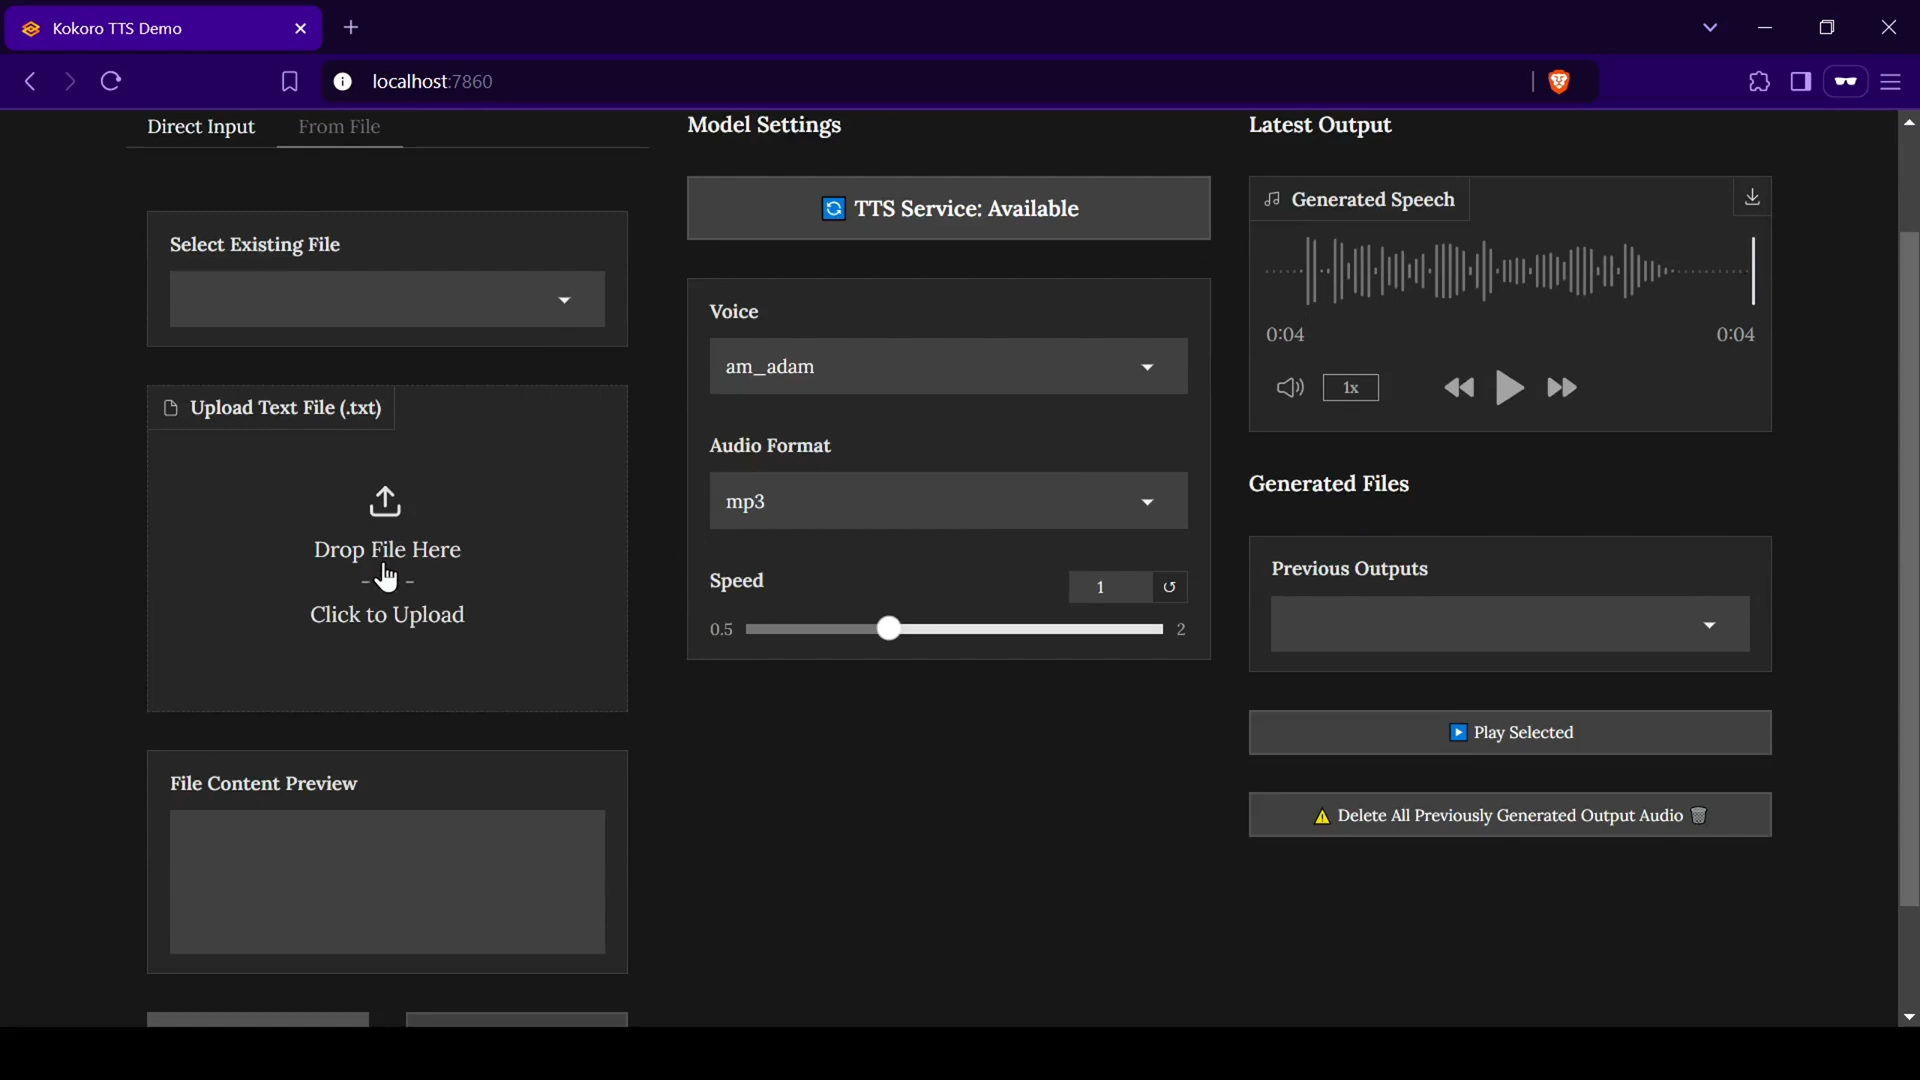 Kokoro TTS Demo
localhost:7860
Direct Input
From File
Select Existing File
Upload Text File (.txt)
Drop File Here
Click to Upload
File Content Preview
Model Settings
TTS Service: Available
Voice
am_adam
Audio Format
mp3
Speed
1
0.5
2
Latest Output
Generated Speech
0:04
0:04
1x
Generated Files
Previous Outputs
Play Selected
Delete All Previously Generated Output Audio